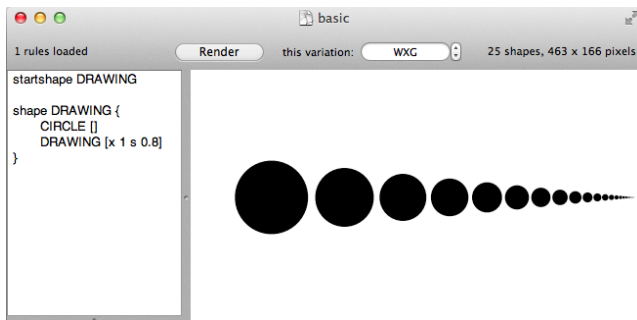 basic
1 rules loaded
Render
this variation:
WXG
25 shapes, 463 x 166 pixels
startshape DRAWING
shape DRAWING {
CIRCLE []
DRAWING [x 1 s 0.8]
}